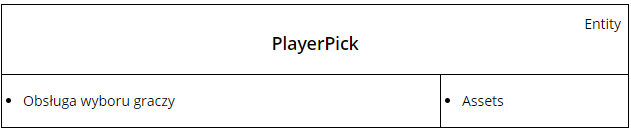 Entity
PlayerPick
• Obsługa wyboru graczy
• Assets